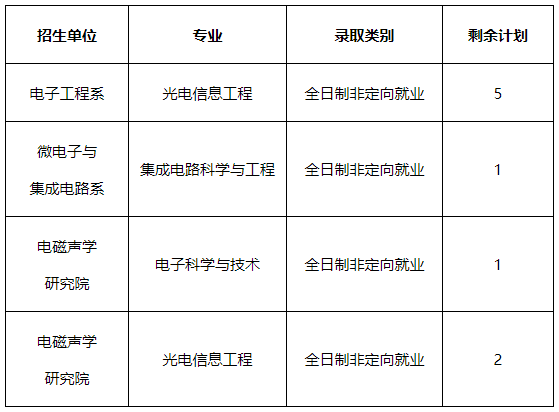 招生单位 专业 录取类别 剩余计划
电子工程系 光电信息工程 全日制非定向就业 5
微电子与
集成电路系 集成电路科学与工程 全日制非定向就业 1
电磁声学
研究院 电子科学与技术 全日制非定向就业 1
电磁声学
研究院 光电信息工程 全日制非定向就业 2